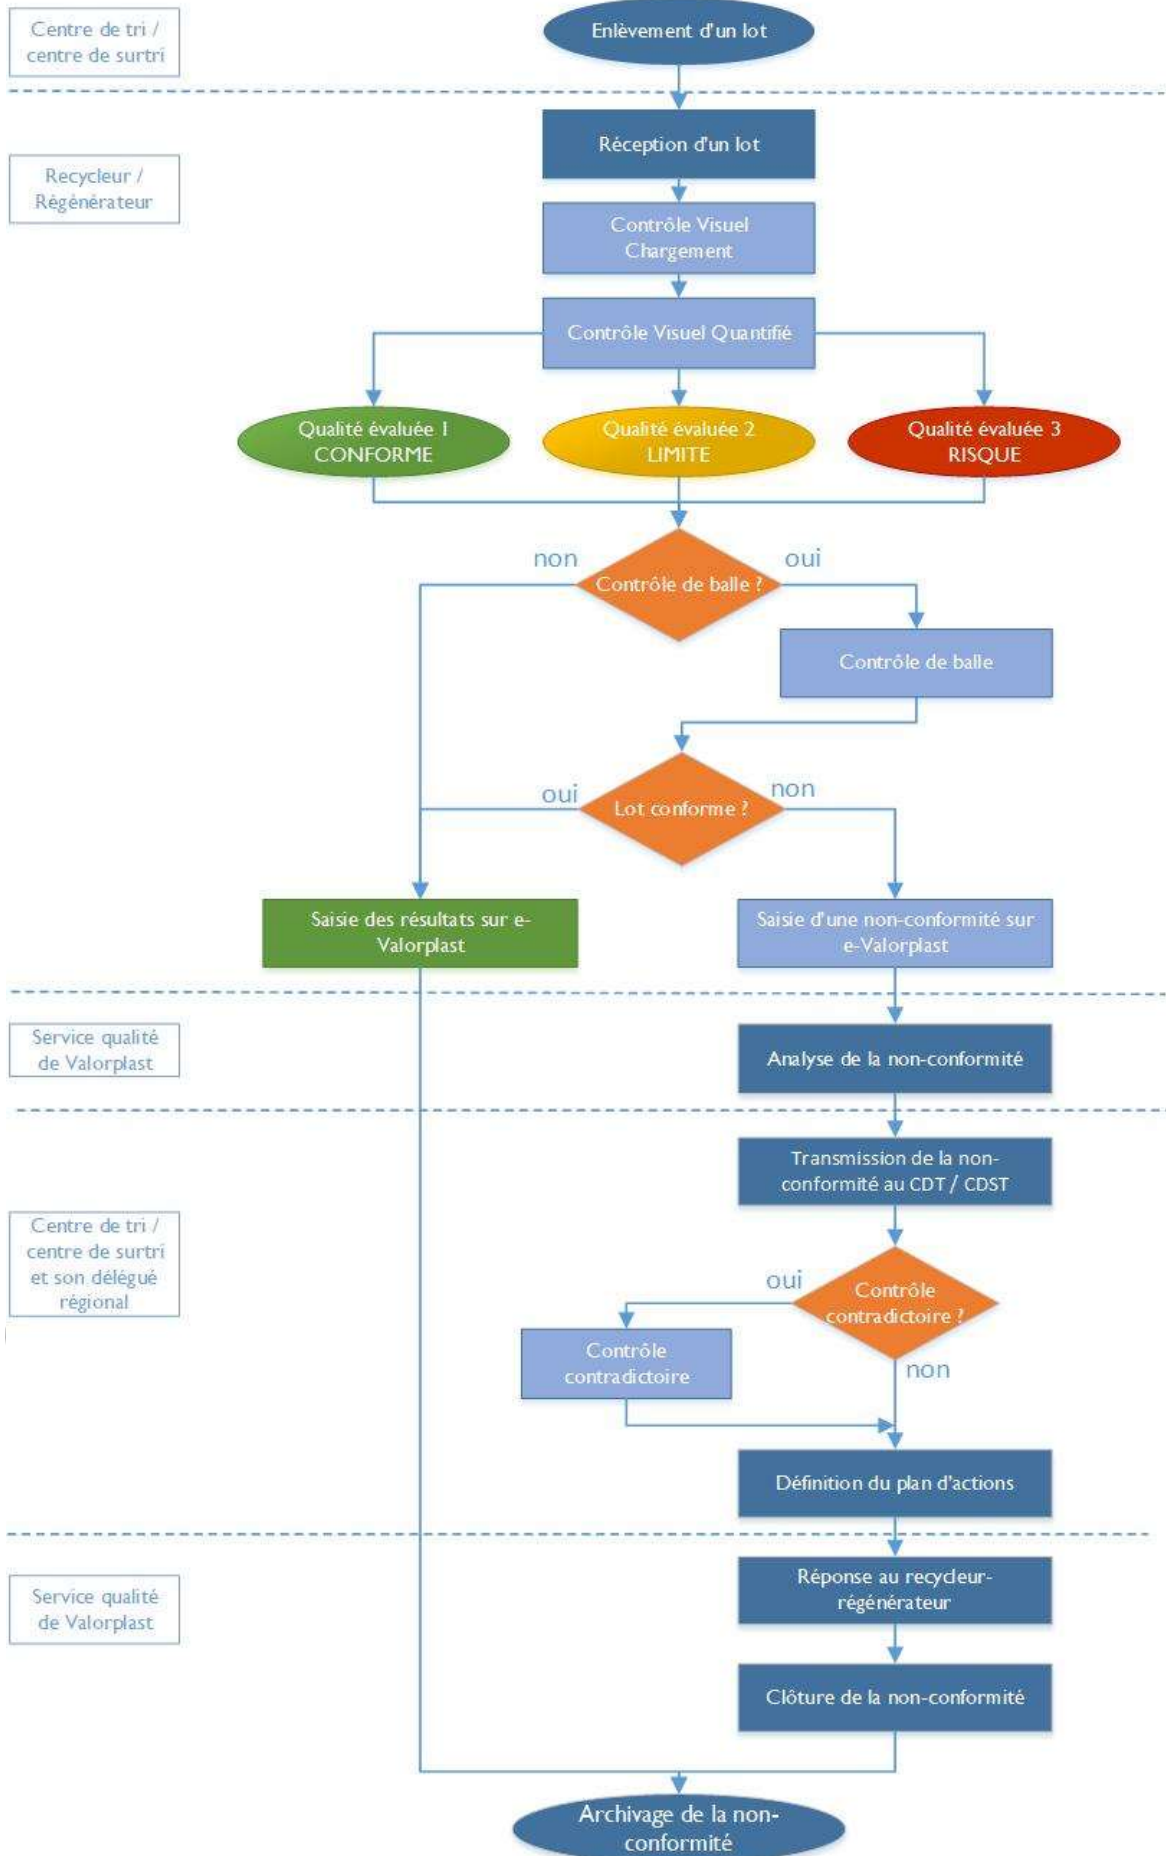 Centre de tri /
centre de surtri
Enlèvement d'un lot
Réception d'un lot
Recycleur /
Régénérateur
Contrôle Visuel
Chargement
Contrôle Visuel Quantifié
Qualité évaluée 1
CONFORME
Qualité évaluée 2
LIMITE
Qualité évaluée 3
RISQUE
non
oui
Contrôle de balle ?
Contrôle de balle
oui
non
Lot conforme ?
Saisie des résultats sur e-
Valorplast
Saisie d'une non-conformité sur
e-Valorplast
Service qualité
de Valorplast
Analyse de la non-conformité
Transmission de la non-
conformité au CDT / CDST
Centre de tri /
centre de surtri
et son délégué
régional
oui
Contrôle
contradictoire ?
Contrôle
contradictoire
non
Définition du plan d'actions
Service qualité
de Valorplast
Réponse au recycleur-
régénérateur
Clôture de la non-conformité
Archivage de la non-
conformité